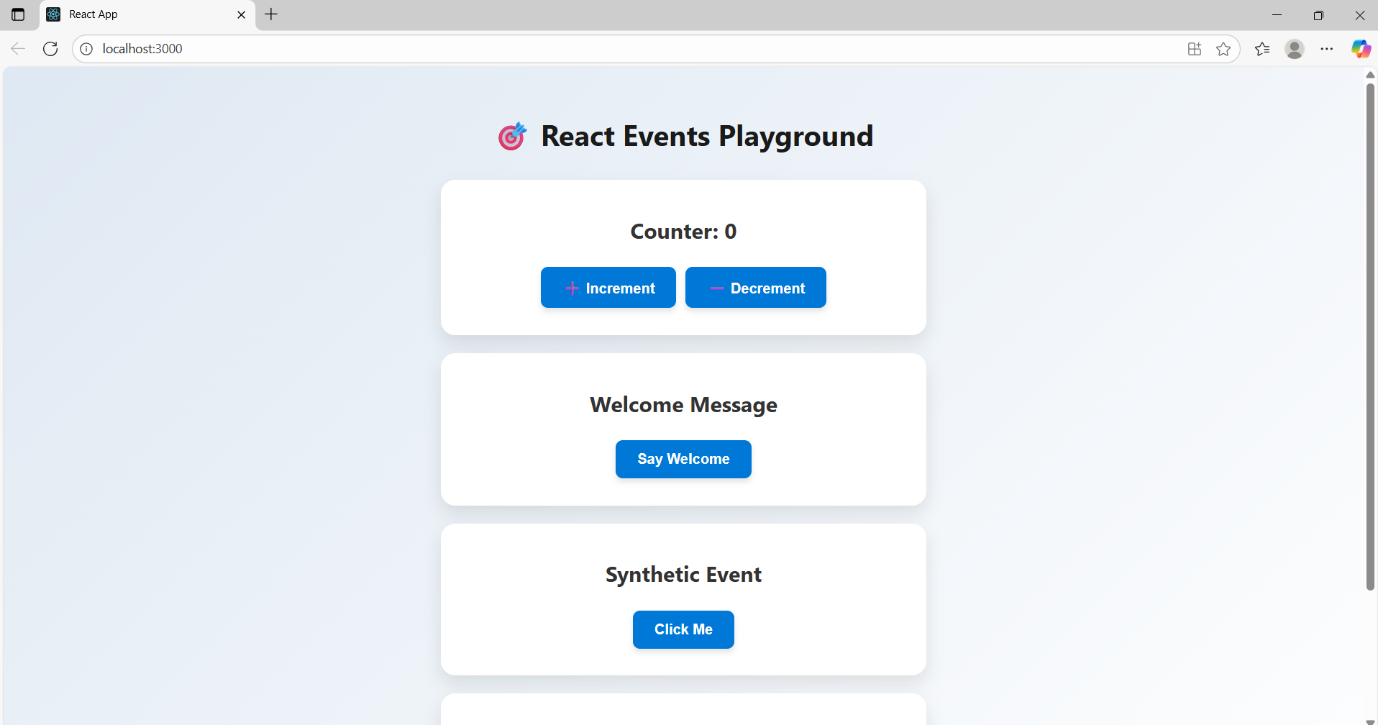 React App
localhost:3000
🎯 React Events Playground
Counter: 0
➕ Increment ➖ Decrement
Welcome Message
Say Welcome
Synthetic Event
Click Me